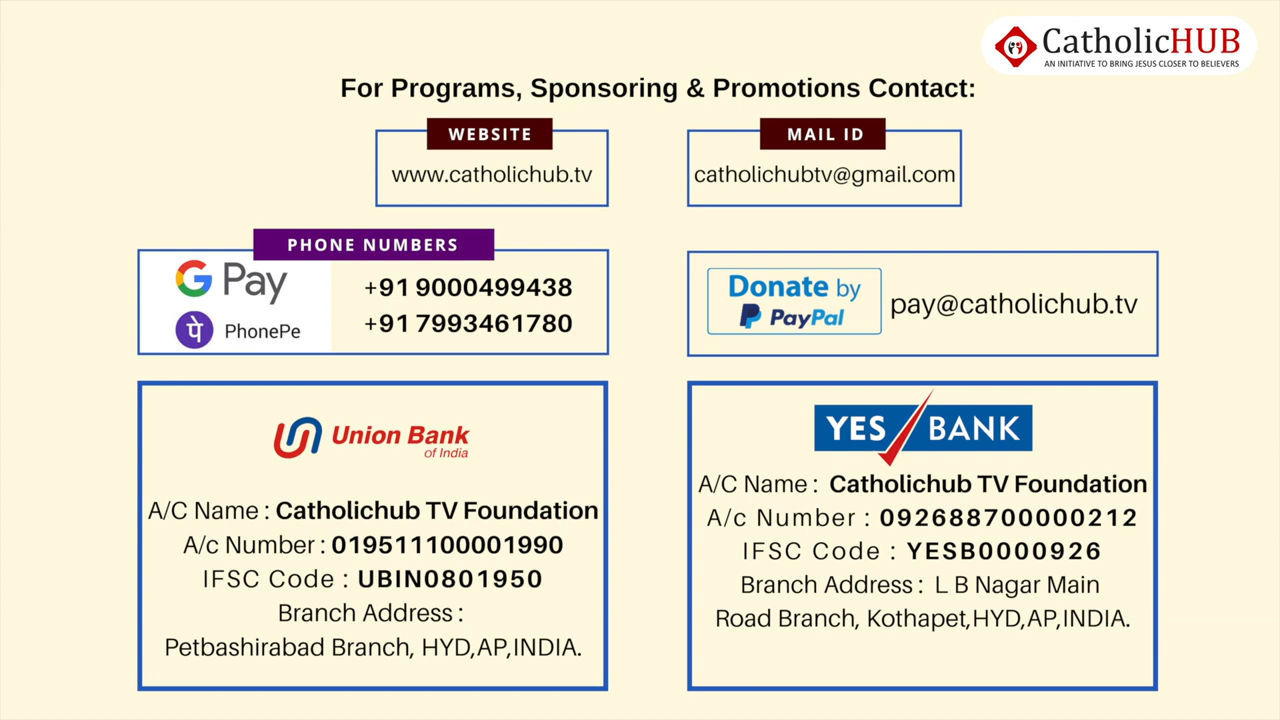 CatholicHUB
AN INITIATIVE TO BRING JESUS CLOSER TO BELIEVERS
For Programs, Sponsoring & Promotions Contact:
WEBSITE
www.catholichub.tv
MAIL ID
catholichubtv@gmail.com
PHONE NUMBERS
G Pay
+91 9000499438
पे PhonePe
+91 7993461780
Donate by
PayPal
pay@catholichub.tv
Union Bank
of India
A/C Name : Catholichub TV Foundation
A/c Number : 019511100001990
IFSC Code : UBIN0801950
Branch Address :
Petbashirabad Branch, HYD,AP,INDIA.
YES BANK
A/C Name : Catholichub TV Foundation
A/c Number : 092688700000212
IFSC Code : YESB0000926
Branch Address : L B Nagar Main
Road Branch, Kothapet,HYD,AP,INDIA.